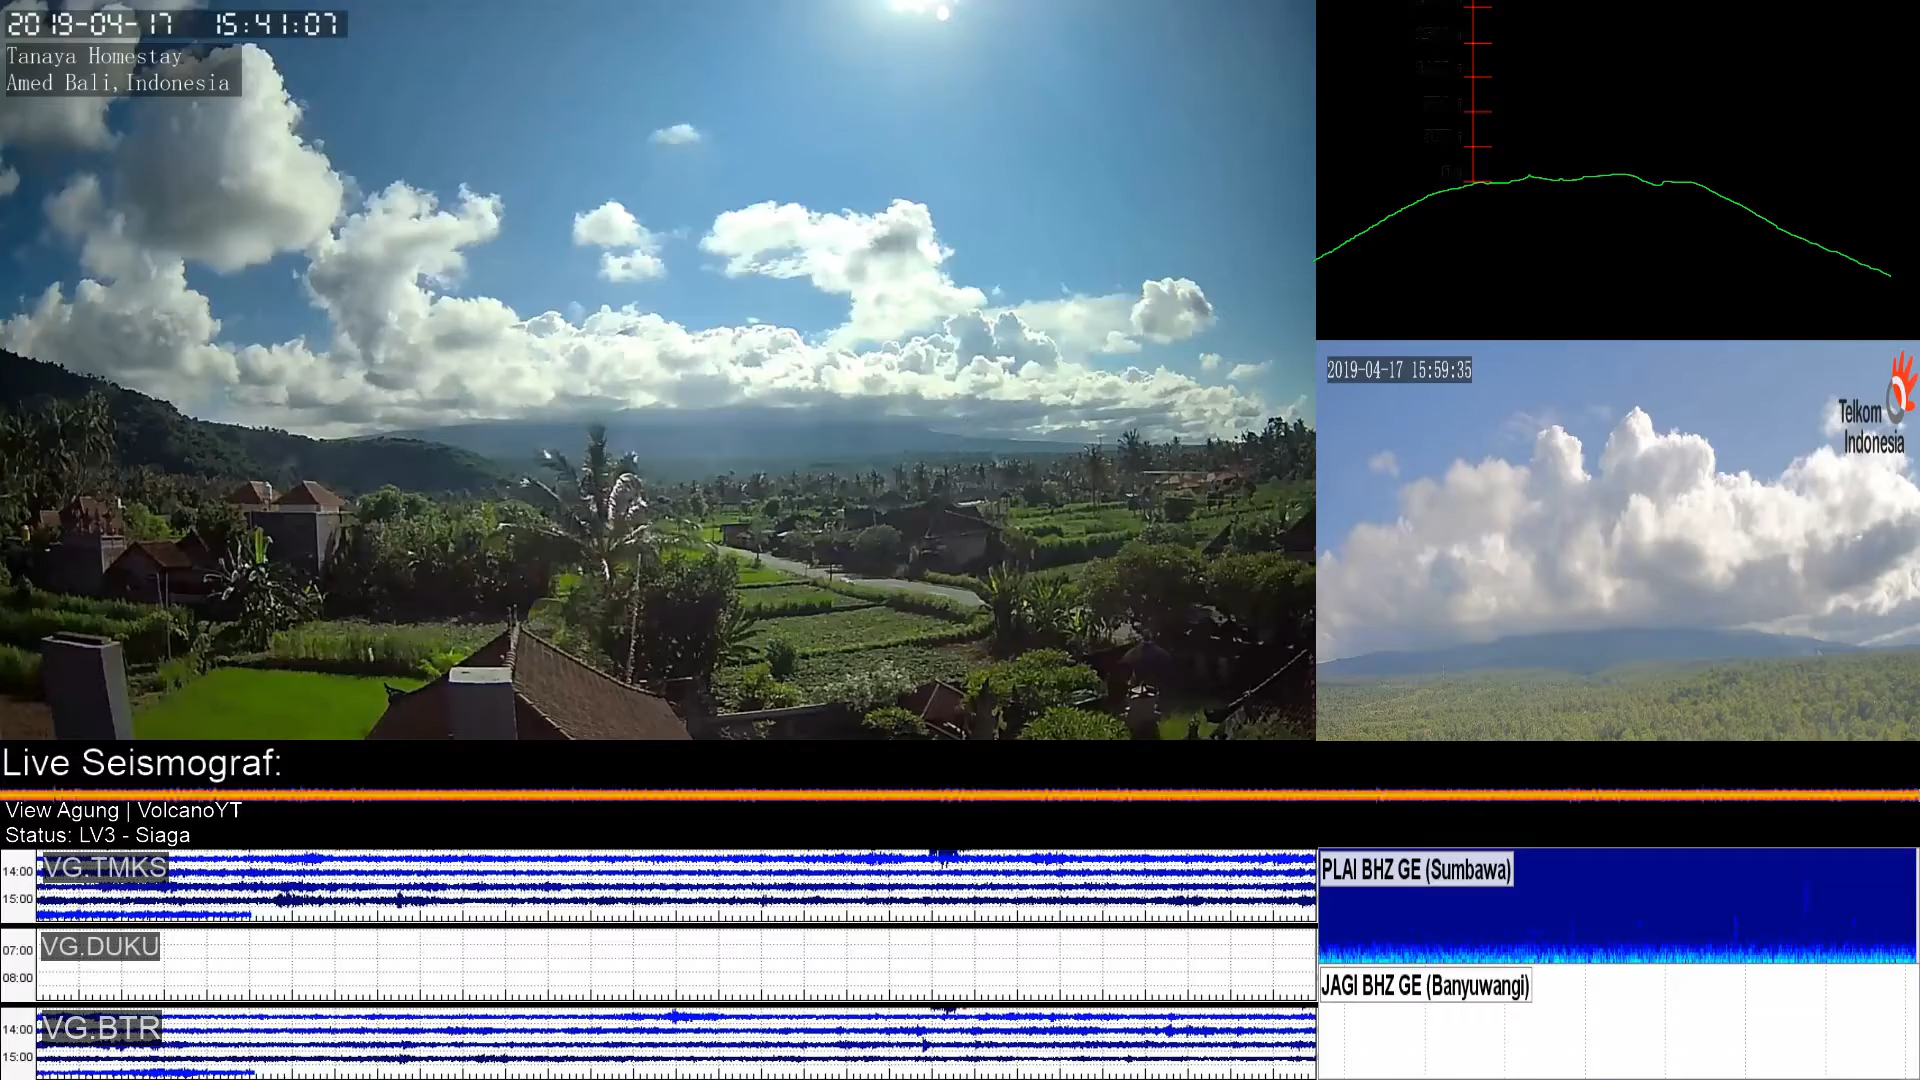 2019-04-17 15:41:07
Tanaya Homestay
Amed Bali,Indonesia
2019-04-17 15:59:35
Telkom
Indonesia
Live Seismograf:
View Agung | VolcanoYT
Status: LV3 - Siaga
VG.TMKS
14:00
15:00
PLAI BHZ GE (Sumbawa)
VG.DUKU
07:00
08:00
JAGI BHZ GE (Banyuwangi)
VG.BTR
14:00
15:00